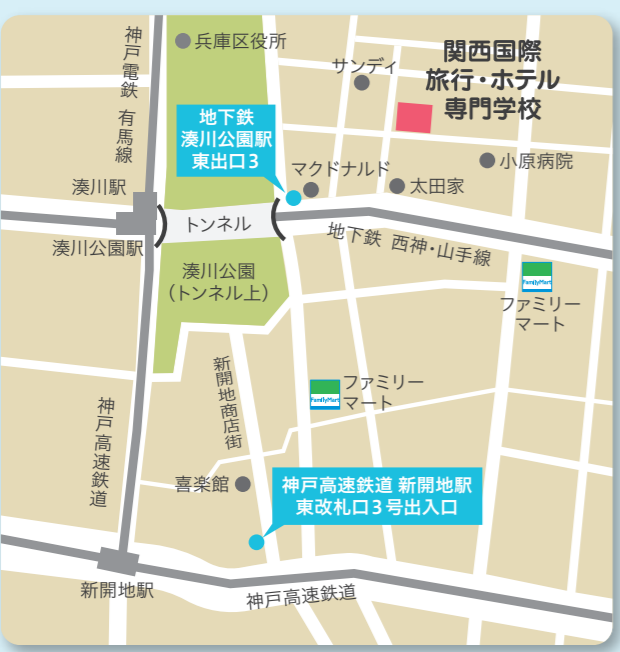 神戸電鉄 有馬線
兵庫区役所
サンディ
関西国際
旅行・ホテル
専門学校
地下鉄
湊川公園駅
東出口3
マクドナルド
太田家
小原病院
湊川駅
トンネル
湊川公園駅
地下鉄 西神・山手線
湊川公園
(トンネル上)
FamilyMart
ファミリー
マート
新開地商店街
FamilyMart
ファミリー
マート
神戸高速鉄道
喜楽館
神戸高速鉄道 新開地駅
東改札口3号出入口
新開地駅
神戸高速鉄道